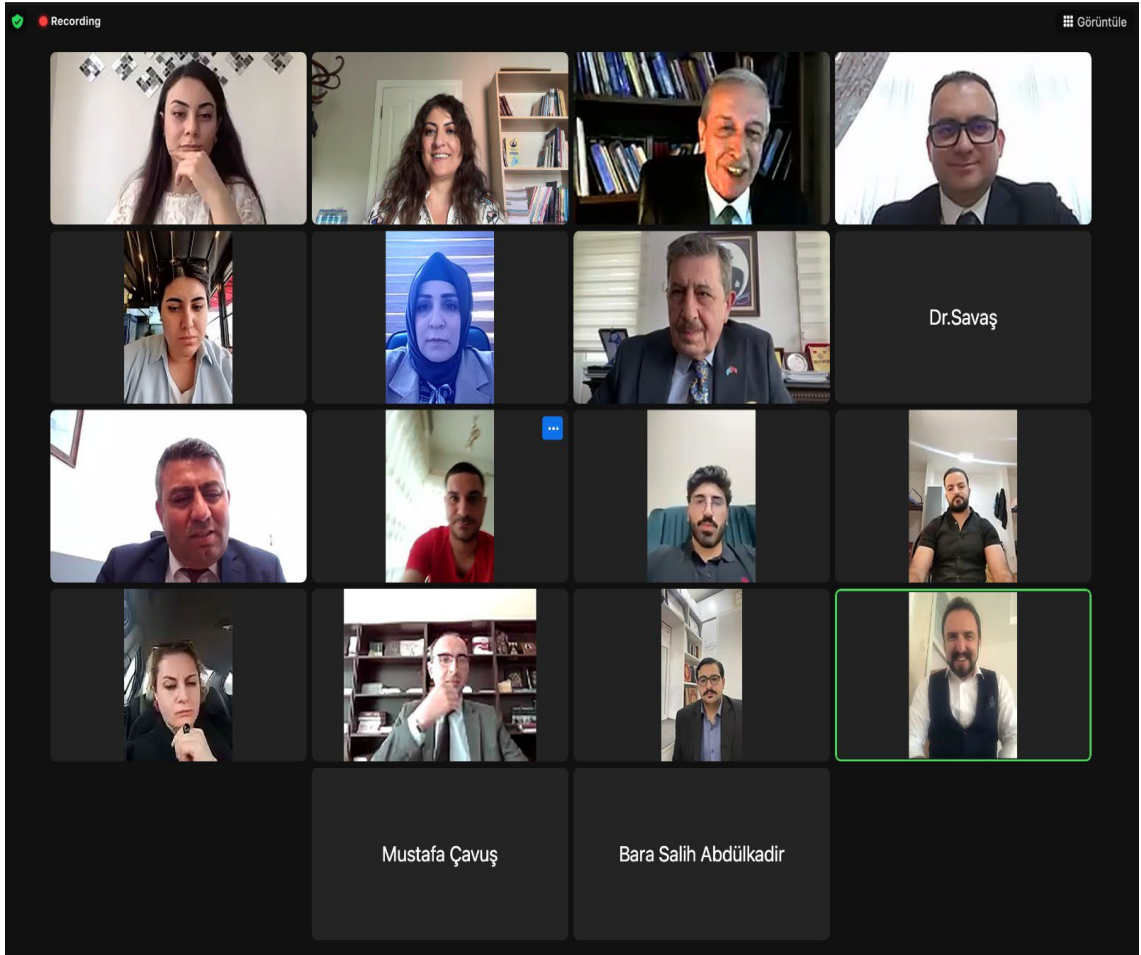 Recording
Görüntüle
Dr.Savaş
Mustafa Çavuş
Bara Salih Abdülkadir